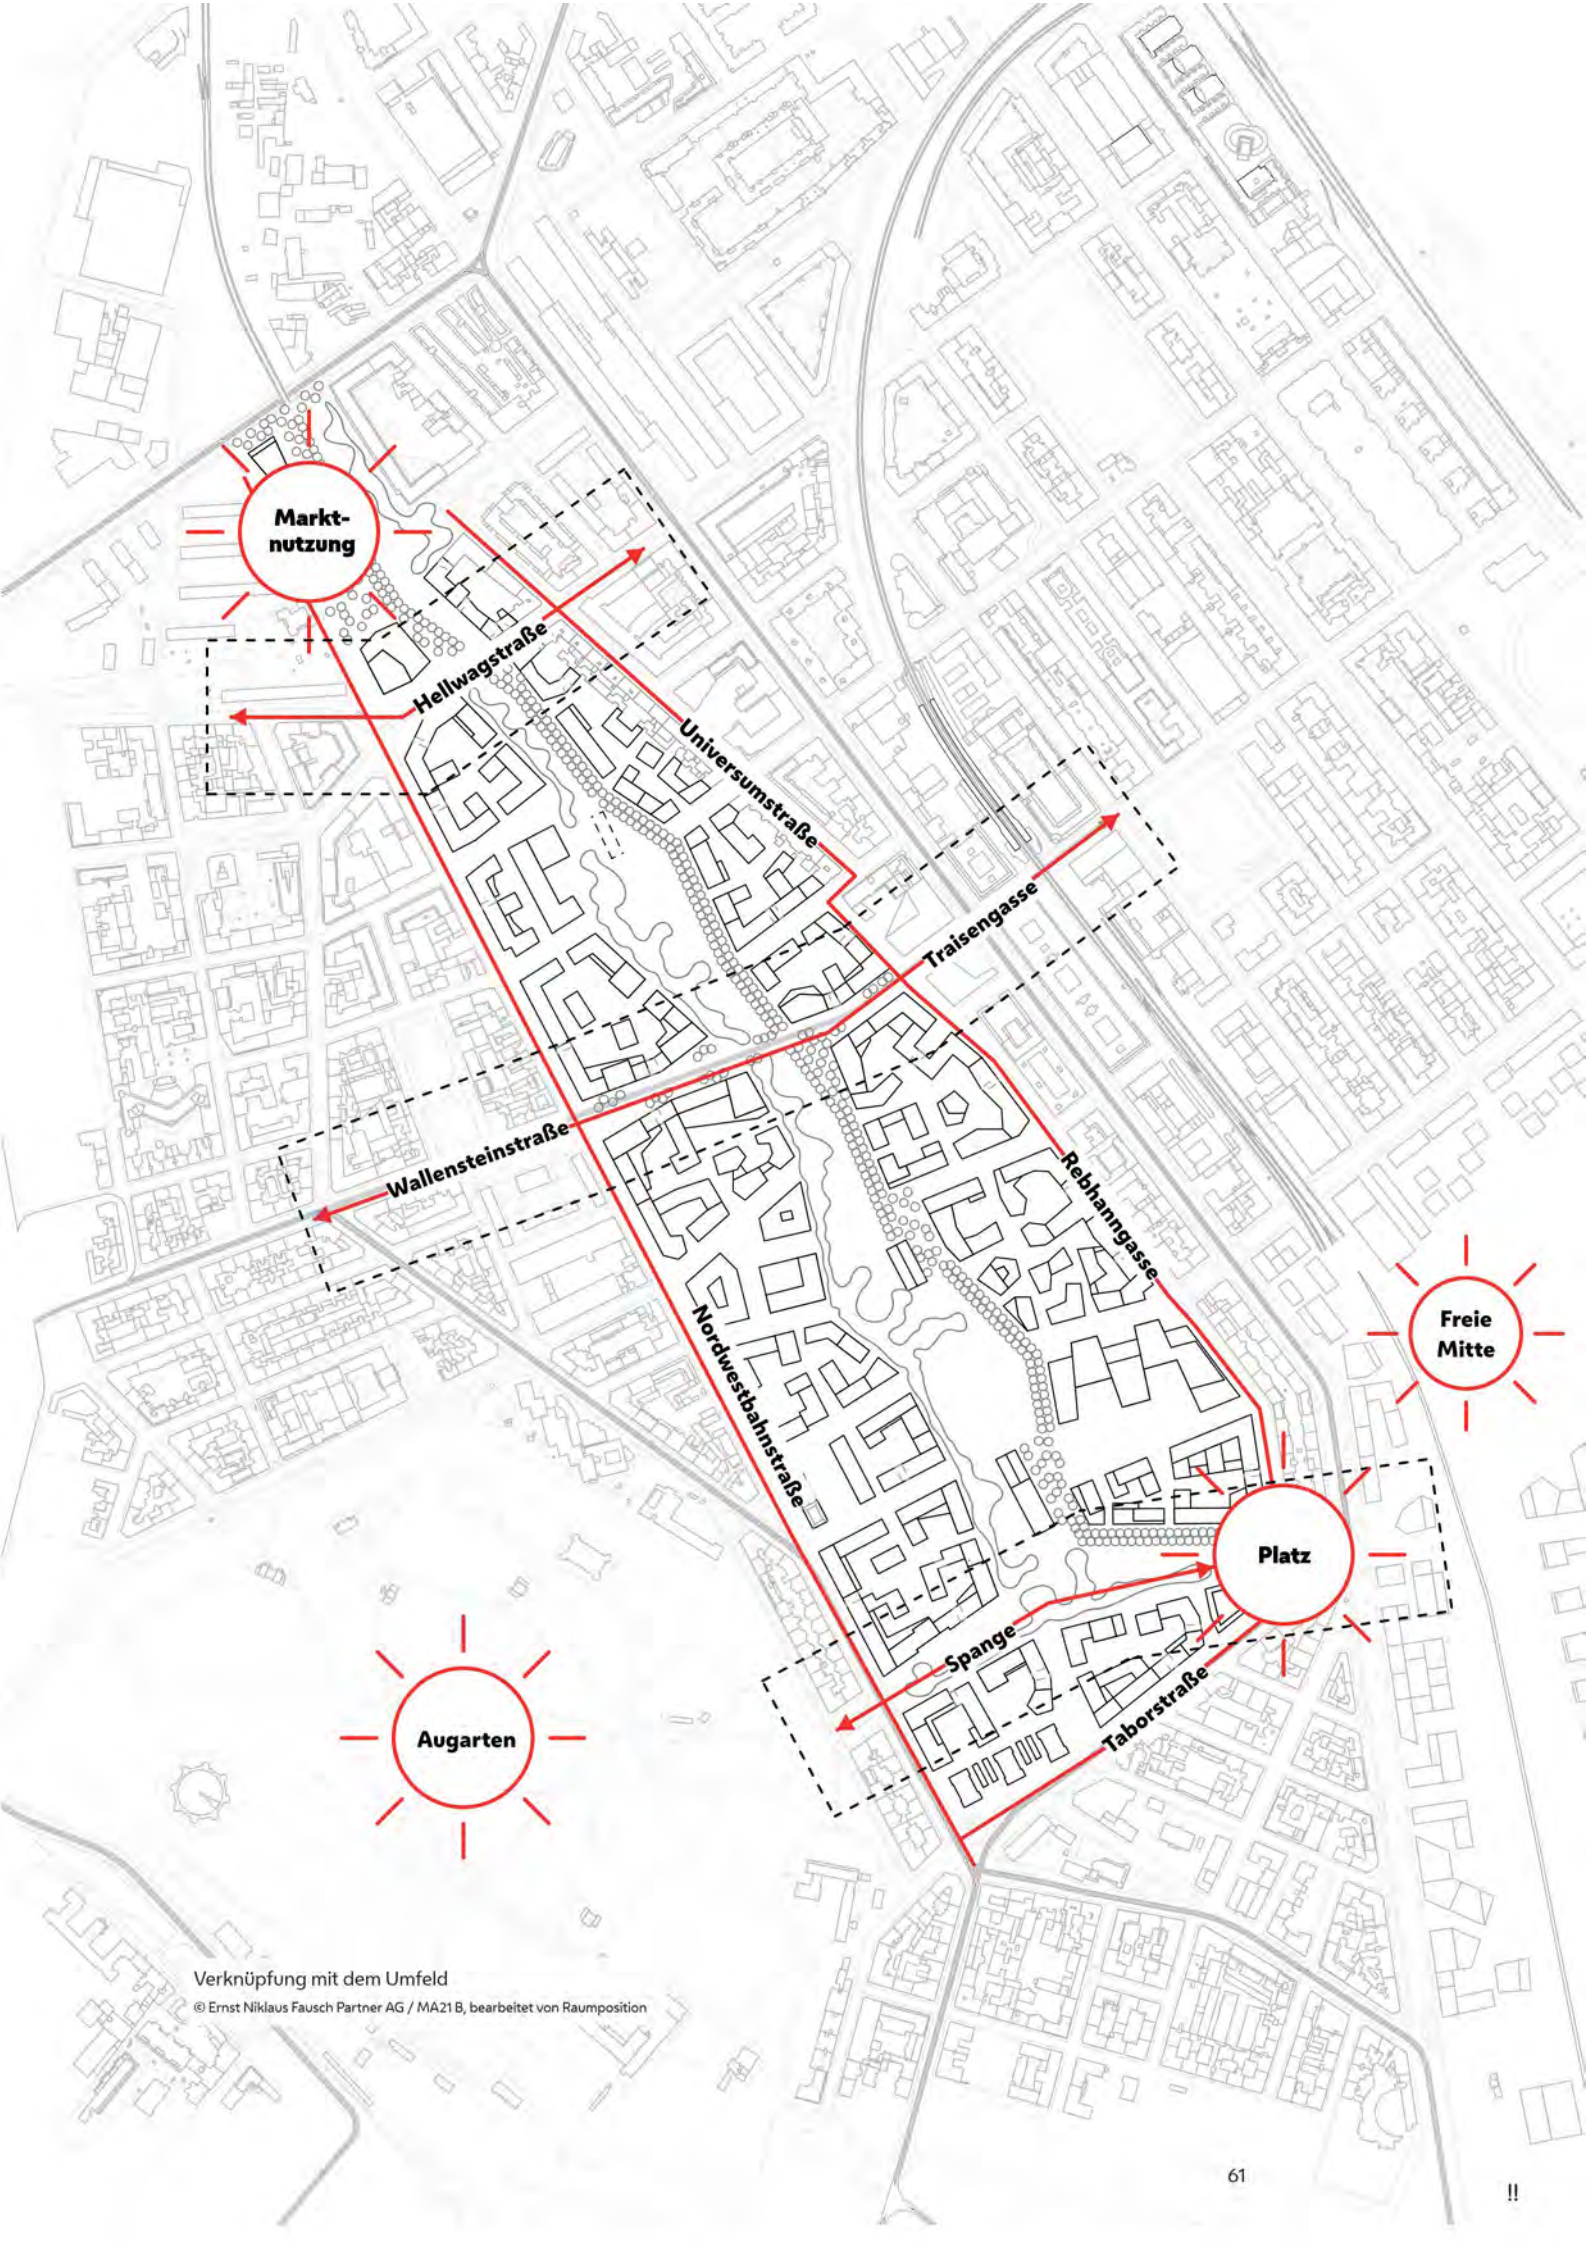 Markt-
nutzung
Hellwagstraße
Universumstraße
Traisengasse
Wallensteinstraße
Rebhanngasse
Nordwestbahnstraße
Freie
Mitte
Platz
Spange
Taborstraße
Augarten
Verknüpfung mit dem Umfeld
© Ernst Niklaus Fausch Partner AG / MA21 B, bearbeitet von Raumposition
61
!!